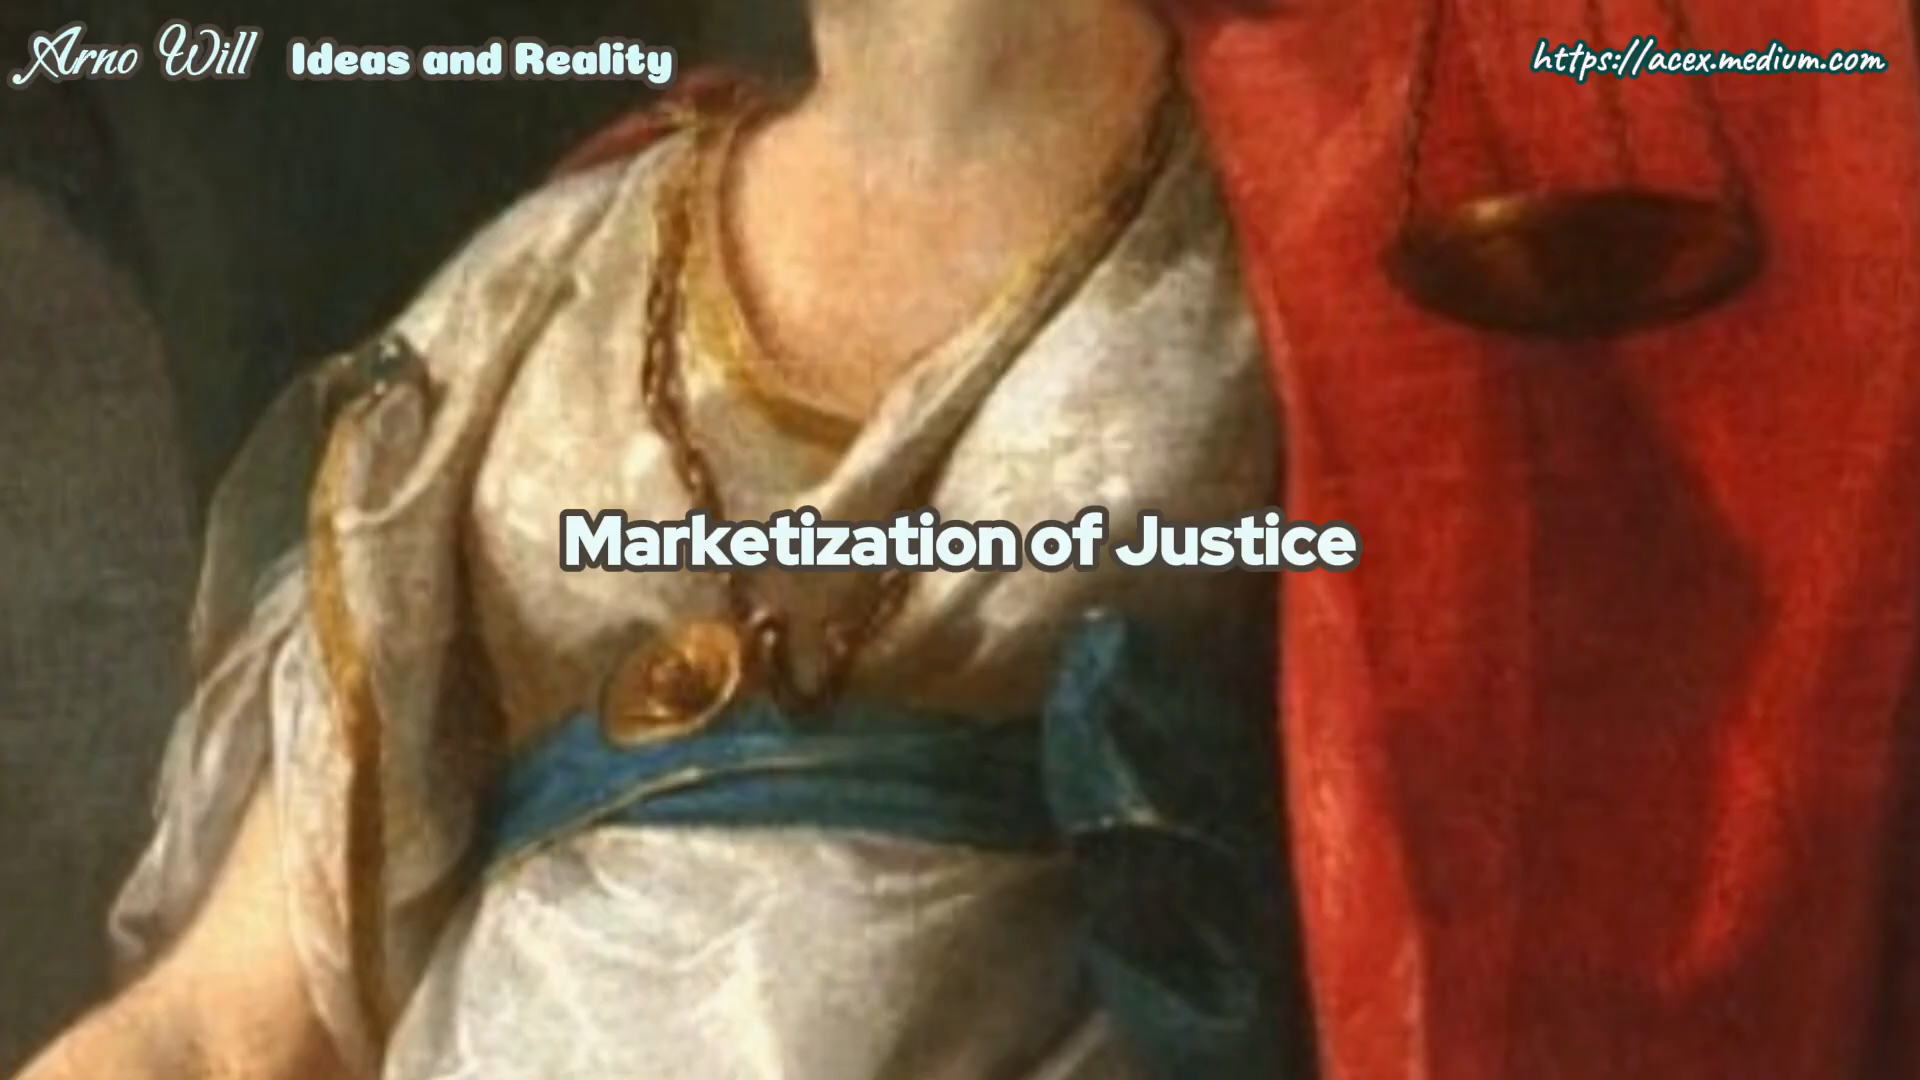 Arno Will Ideas and Reality
https://acex.medium.com
Marketization of Justice